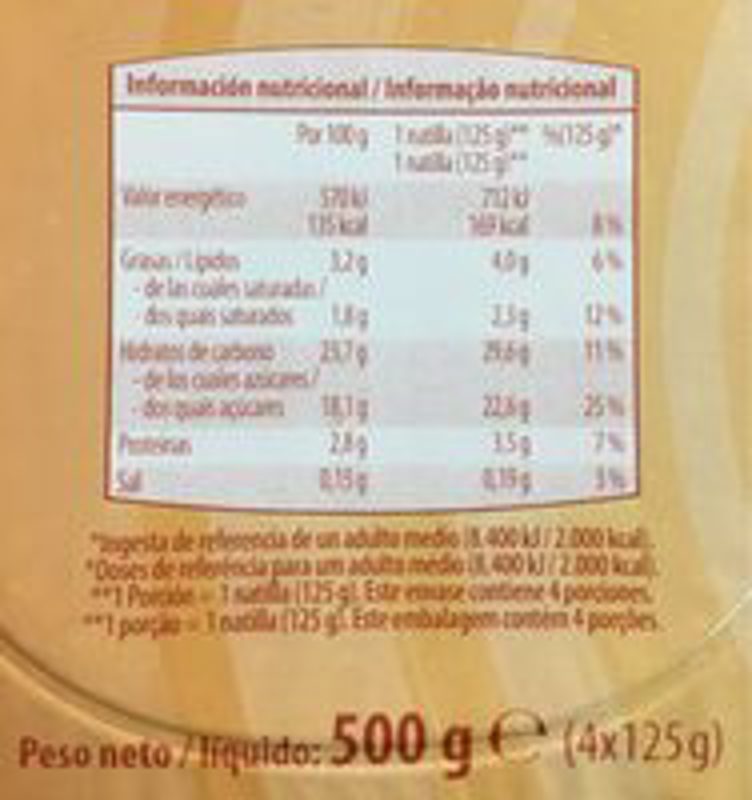 Información nutricional / Informação nutricional
Por 100 g 1 natilla (125 g)** %(125 g)*
1 natilla (125 g)**
Valor energético 570 kJ 712 kJ
135 kcal 169 kcal 8 %
Grasas / Lípidos 3,2 g 4,0 g 6 %
- de las cuales saturadas /
- dos quais saturados 1,8 g 2,3 g 12 %
Hidratos de carbono 23,7 g 29,6 g 11 %
- de los cuales azúcares /
- dos quais açúcares 18,1 g 22,6 g 25 %
Proteínas 2,8 g 3,5 g 7 %
Sal 0,15 g 0,19 g 3 %
*Ingesta de referencia de un adulto medio (8.400 kJ / 2.000 kcal).
*Doses de referência para um adulto medio (8.400 kJ / 2.000 kcal).
**1 Porción = 1 natilla (125 g). Este envase contiene 4 porciones.
**1 porção = 1 natilla (125 g). Este embalagem contém 4 porções.
Peso neto / líquido: 500 g ℮ (4x125 g)